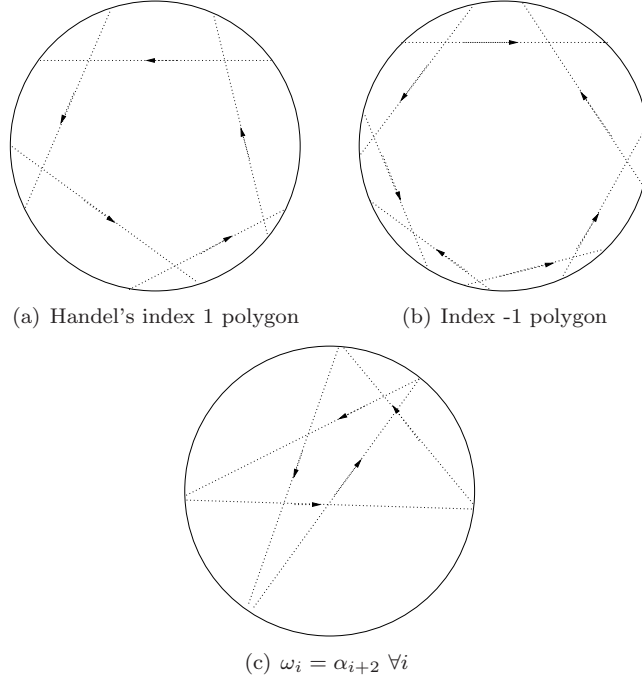 (a) Handel's index 1 polygon
(b) Index -1 polygon
(c) ωᵢ = αᵢ₊₂ ∀i